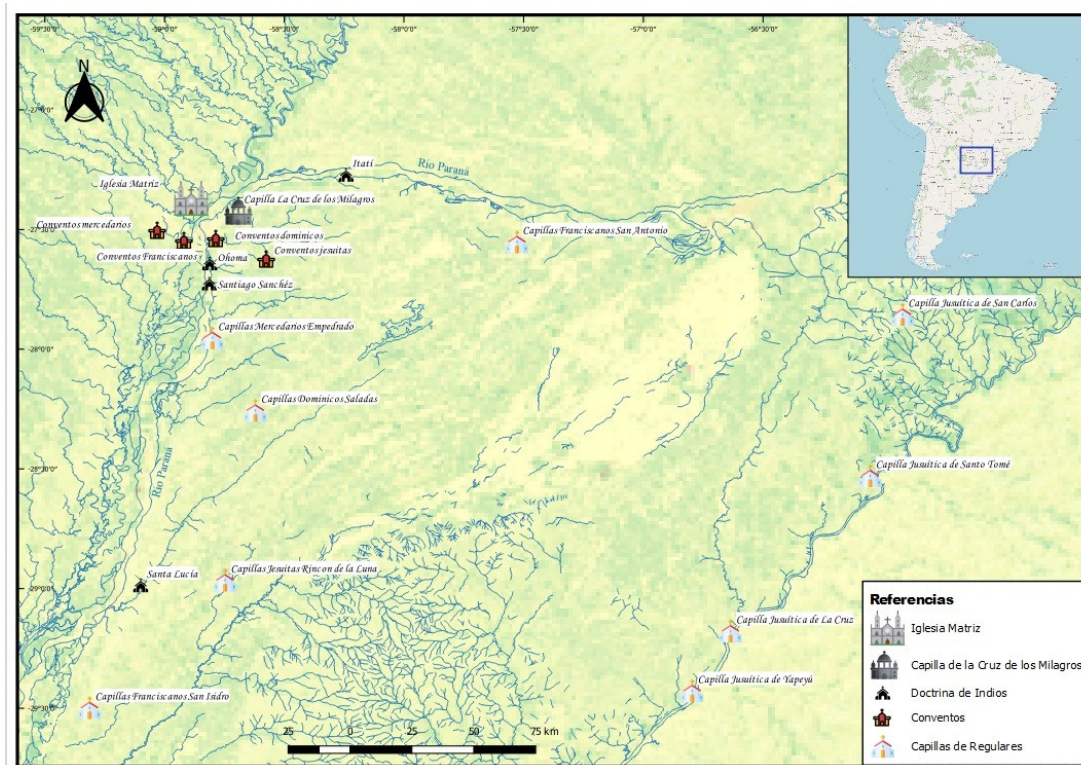 -59°30'0"
-59°0'0"
-58°30'0"
-58°0'0"
-57°30'0"
-57°0'0"
-56°30'0"
N
Itatí
Río Paraná
Iglesia Matriz
Capilla La Cruz de los Milagros
Conventos mercedarios
Conventos dominicos
Capillas Franciscanos San Antonio
Conventos Franciscanos
Ohoma
Conventos jesuitas
Santiago Sanchéz
Capilla Jusuítica de San Carlos
Capillas Mercedarios Empedrado
-28°0'0"
Capillas Dominicos Saladas
Río Paraná
-28°30'0"
Capilla Jusuítica de Santo Tomé
Santa Lucía
Capillas Jesuitas Rincon de la Luna
-29°0'0"
Capilla Jusuítica de La Cruz
Capilla Jusuítica de Yapeyú
Capillas Franciscanos San Isidro
-29°30'
25
0
25
50
75 km
Referencias
Iglesia Matriz
Capilla de la Cruz de los Milagros
Doctrina de Indios
Conventos
Capillas de Regulares